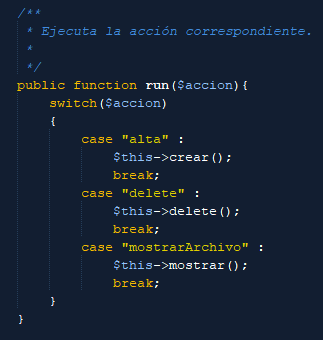 /**
 * Ejecuta la acción correspondiente.
 *
 */
public function run($accion){
    switch($accion)
    {
        case "alta" :
            $this->crear();
            break;
        case "delete" :
            $this->delete();
            break;
        case "mostrarArchivo" :
            $this->mostrar();
            break;
    }
}